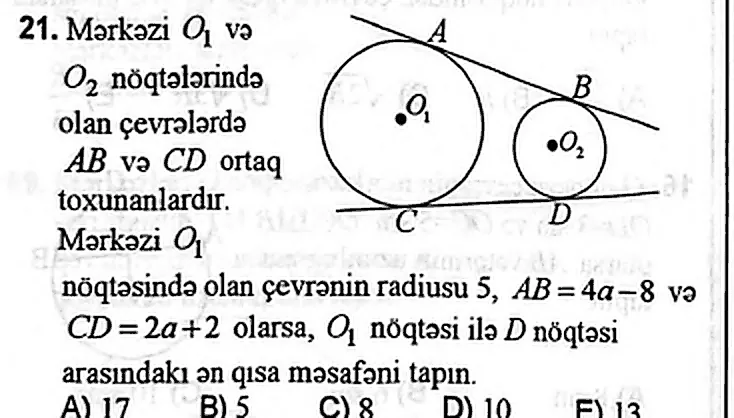 21. Mərkəzi O₁ və
O₂ nöqtələrində
olan çevrələrdə
AB və CD ortaq
toxunanlardır.
Mərkəzi O₁
nöqtəsində olan çevrənin radiusu 5, AB = 4a−8 və
CD = 2a+2 olarsa, O₁ nöqtəsi ilə D nöqtəsi
arasındakı ən qısa məsafəni tapın.
A) 17 B) 5 C) 8 D) 10 E) 13
A
B
O₁
O₂
C
D